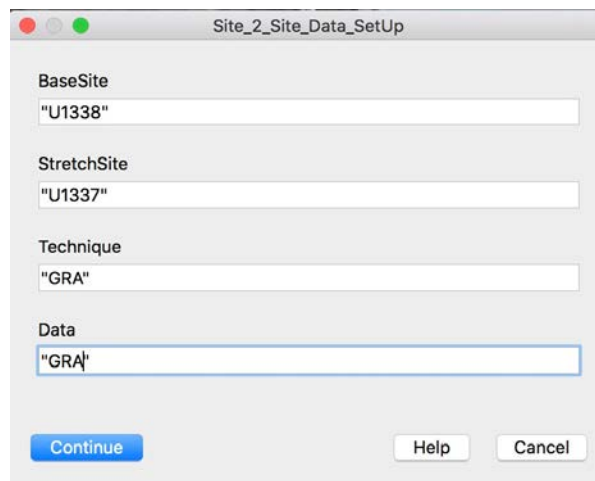 Site_2_Site_Data_SetUp
BaseSite
"U1338"
StretchSite
"U1337"
Technique
"GRA"
Data
"GRA"
Continue Help Cancel